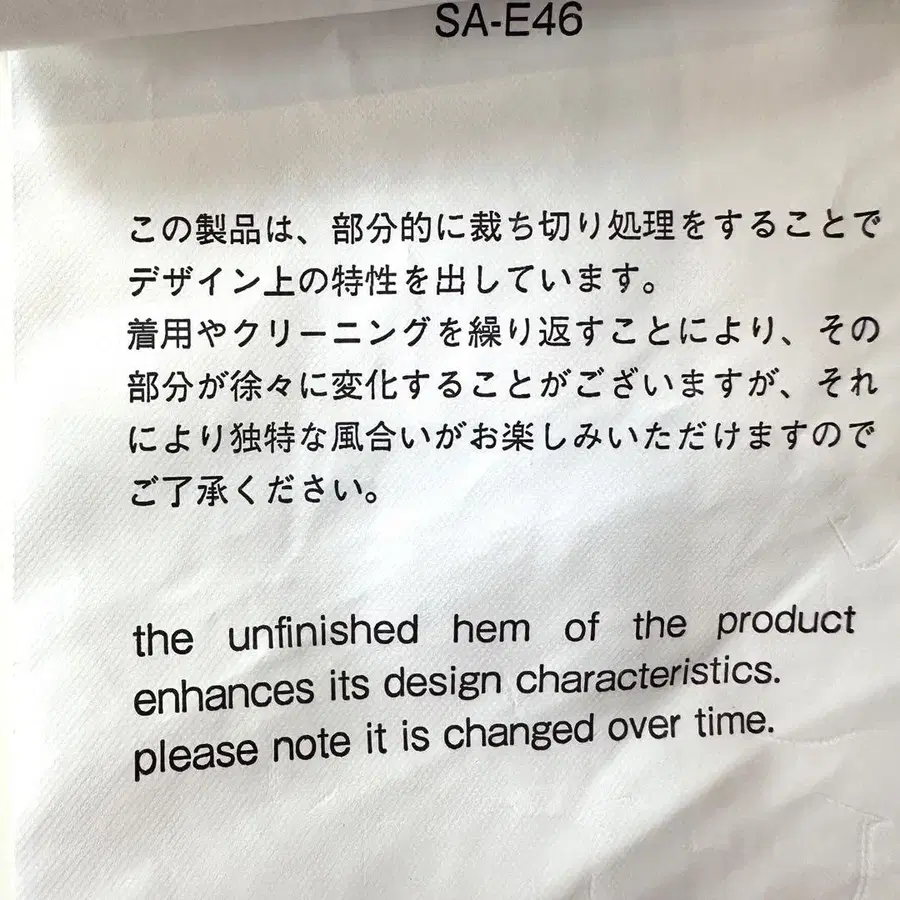 SA-E46
この製品は、部分的に裁ち切り処理をすることで
デザイン上の特性を出しています。
着用やクリーニングを繰り返すことにより、その
部分が徐々に変化することがございますが、それ
により独特な風合いがお楽しみいただけますので
ご了承ください。
the unfinished hem of the product
enhances its design characteristics.
please note it is changed over time.